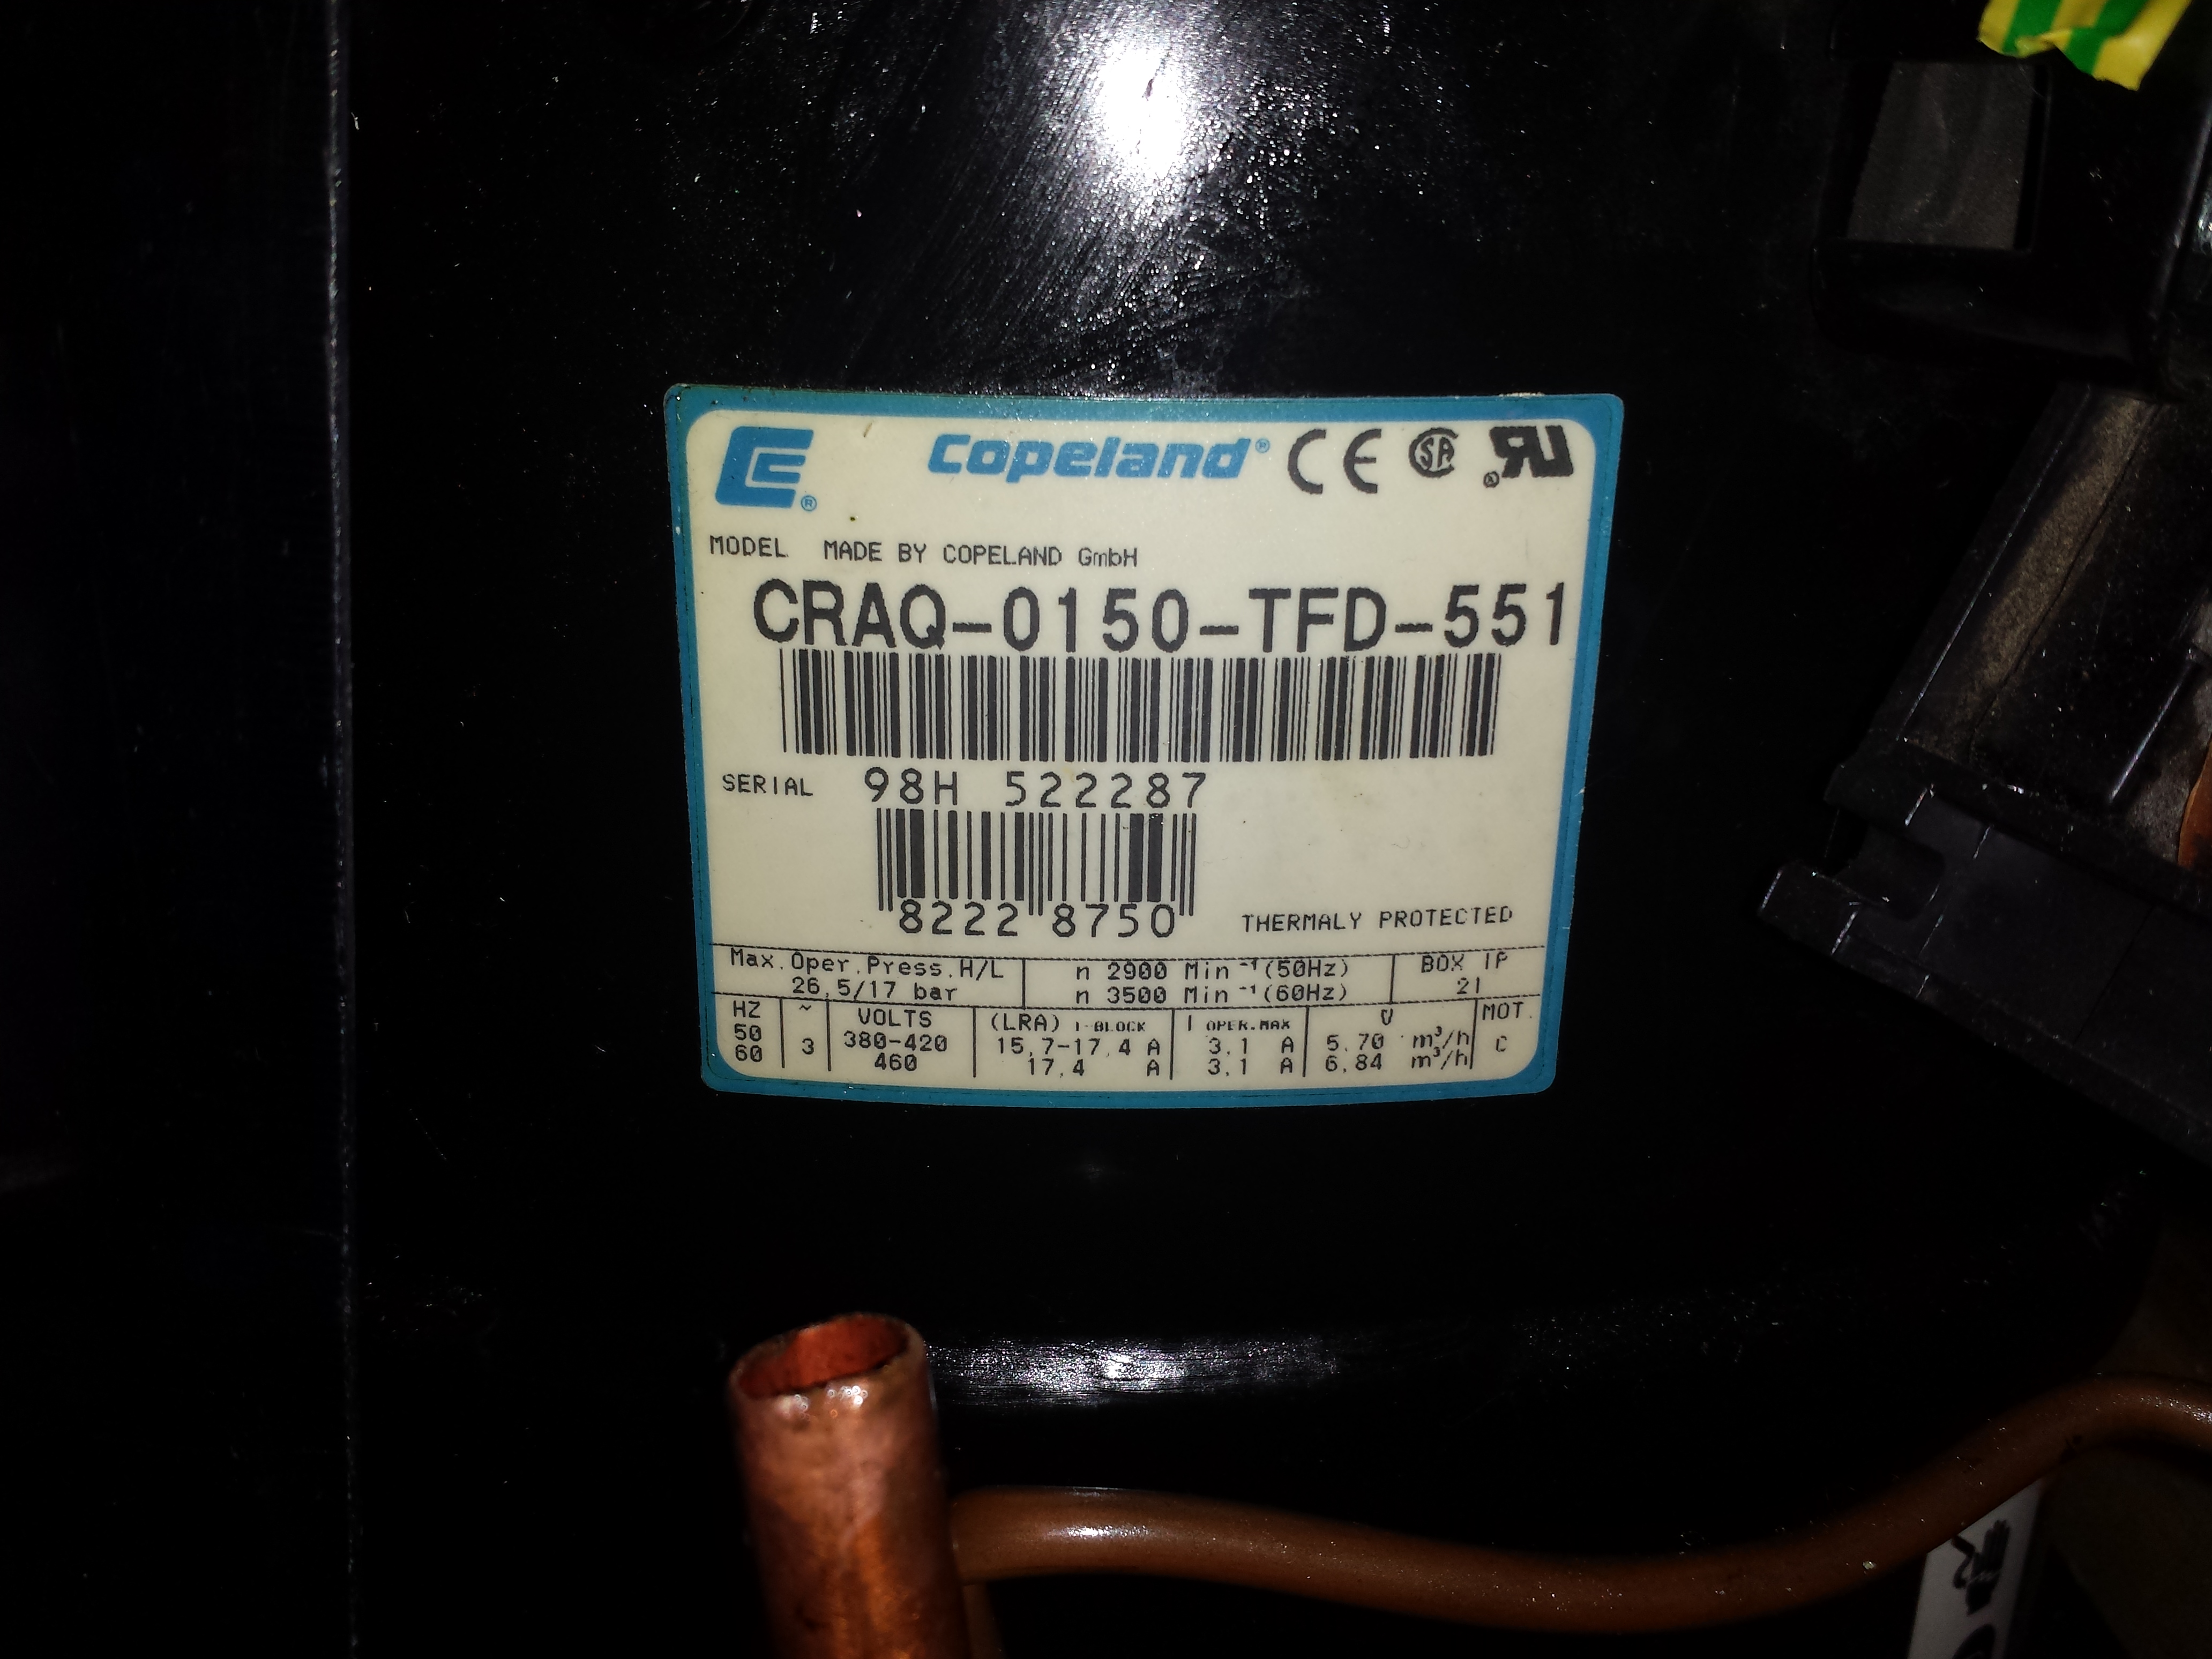 Copeland® CE SA RU®
MODEL MADE BY COPELAND GmbH
CRAQ-0150-TFD-551
SERIAL 98H 522287
8222 8750
THERMALY PROTECTED
Max.Oper.Press.H/L n 2900 Min⁻¹(50Hz) BOX IP
26,5/17 bar n 3500 Min⁻¹(60Hz) 21
HZ ~ VOLTS (LRA) I-BLOCK I OPER.MAX V MOT.
50 380-420 15,7-17,4 A 3.1 A 5.70 m³/h
3 C
60 460 17,4 A 3,1 A 6,84 m³/h